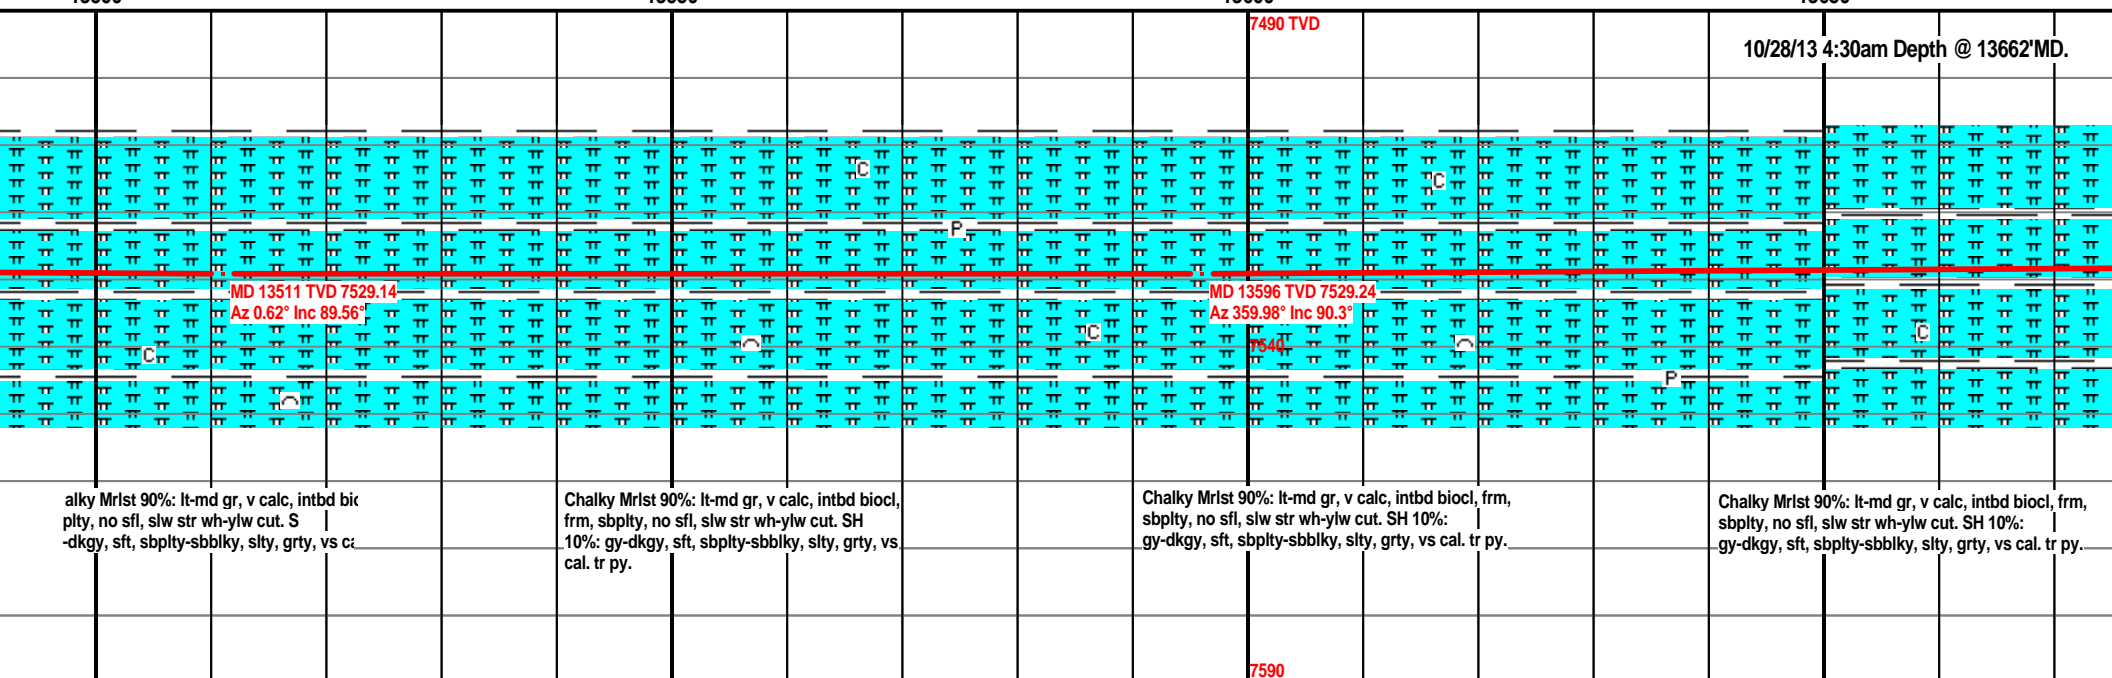 7490 TVD
10/28/13 4:30am Depth @ 13662'MD.
C
C
P
MD 13511 TVD 7529.14
Az 0.62° Inc 89.56°
MD 13596 TVD 7529.24
Az 359.98° Inc 90.3°
C
C
7540
C
P
alky Mrlst 90%: lt-md gr, v calc, intbd bio
plty, no sfl, slw str wh-ylw cut. S
-dkgy, sft, sbplty-sbblky, slty, grty, vs ca
Chalky Mrlst 90%: lt-md gr, v calc, intbd biocl,
frm, sbplty, no sfl, slw str wh-ylw cut. SH
10%: gy-dkgy, sft, sbplty-sbblky, slty, grty, vs
cal. tr py.
Chalky Mrlst 90%: lt-md gr, v calc, intbd biocl, frm,
sbplty, no sfl, slw str wh-ylw cut. SH 10%:
gy-dkgy, sft, sbplty-sbblky, slty, grty, vs cal. tr py.
Chalky Mrlst 90%: lt-md gr, v calc, intbd biocl, frm,
sbplty, no sfl, slw str wh-ylw cut. SH 10%:
gy-dkgy, sft, sbplty-sbblky, slty, grty, vs cal. tr py.
7590